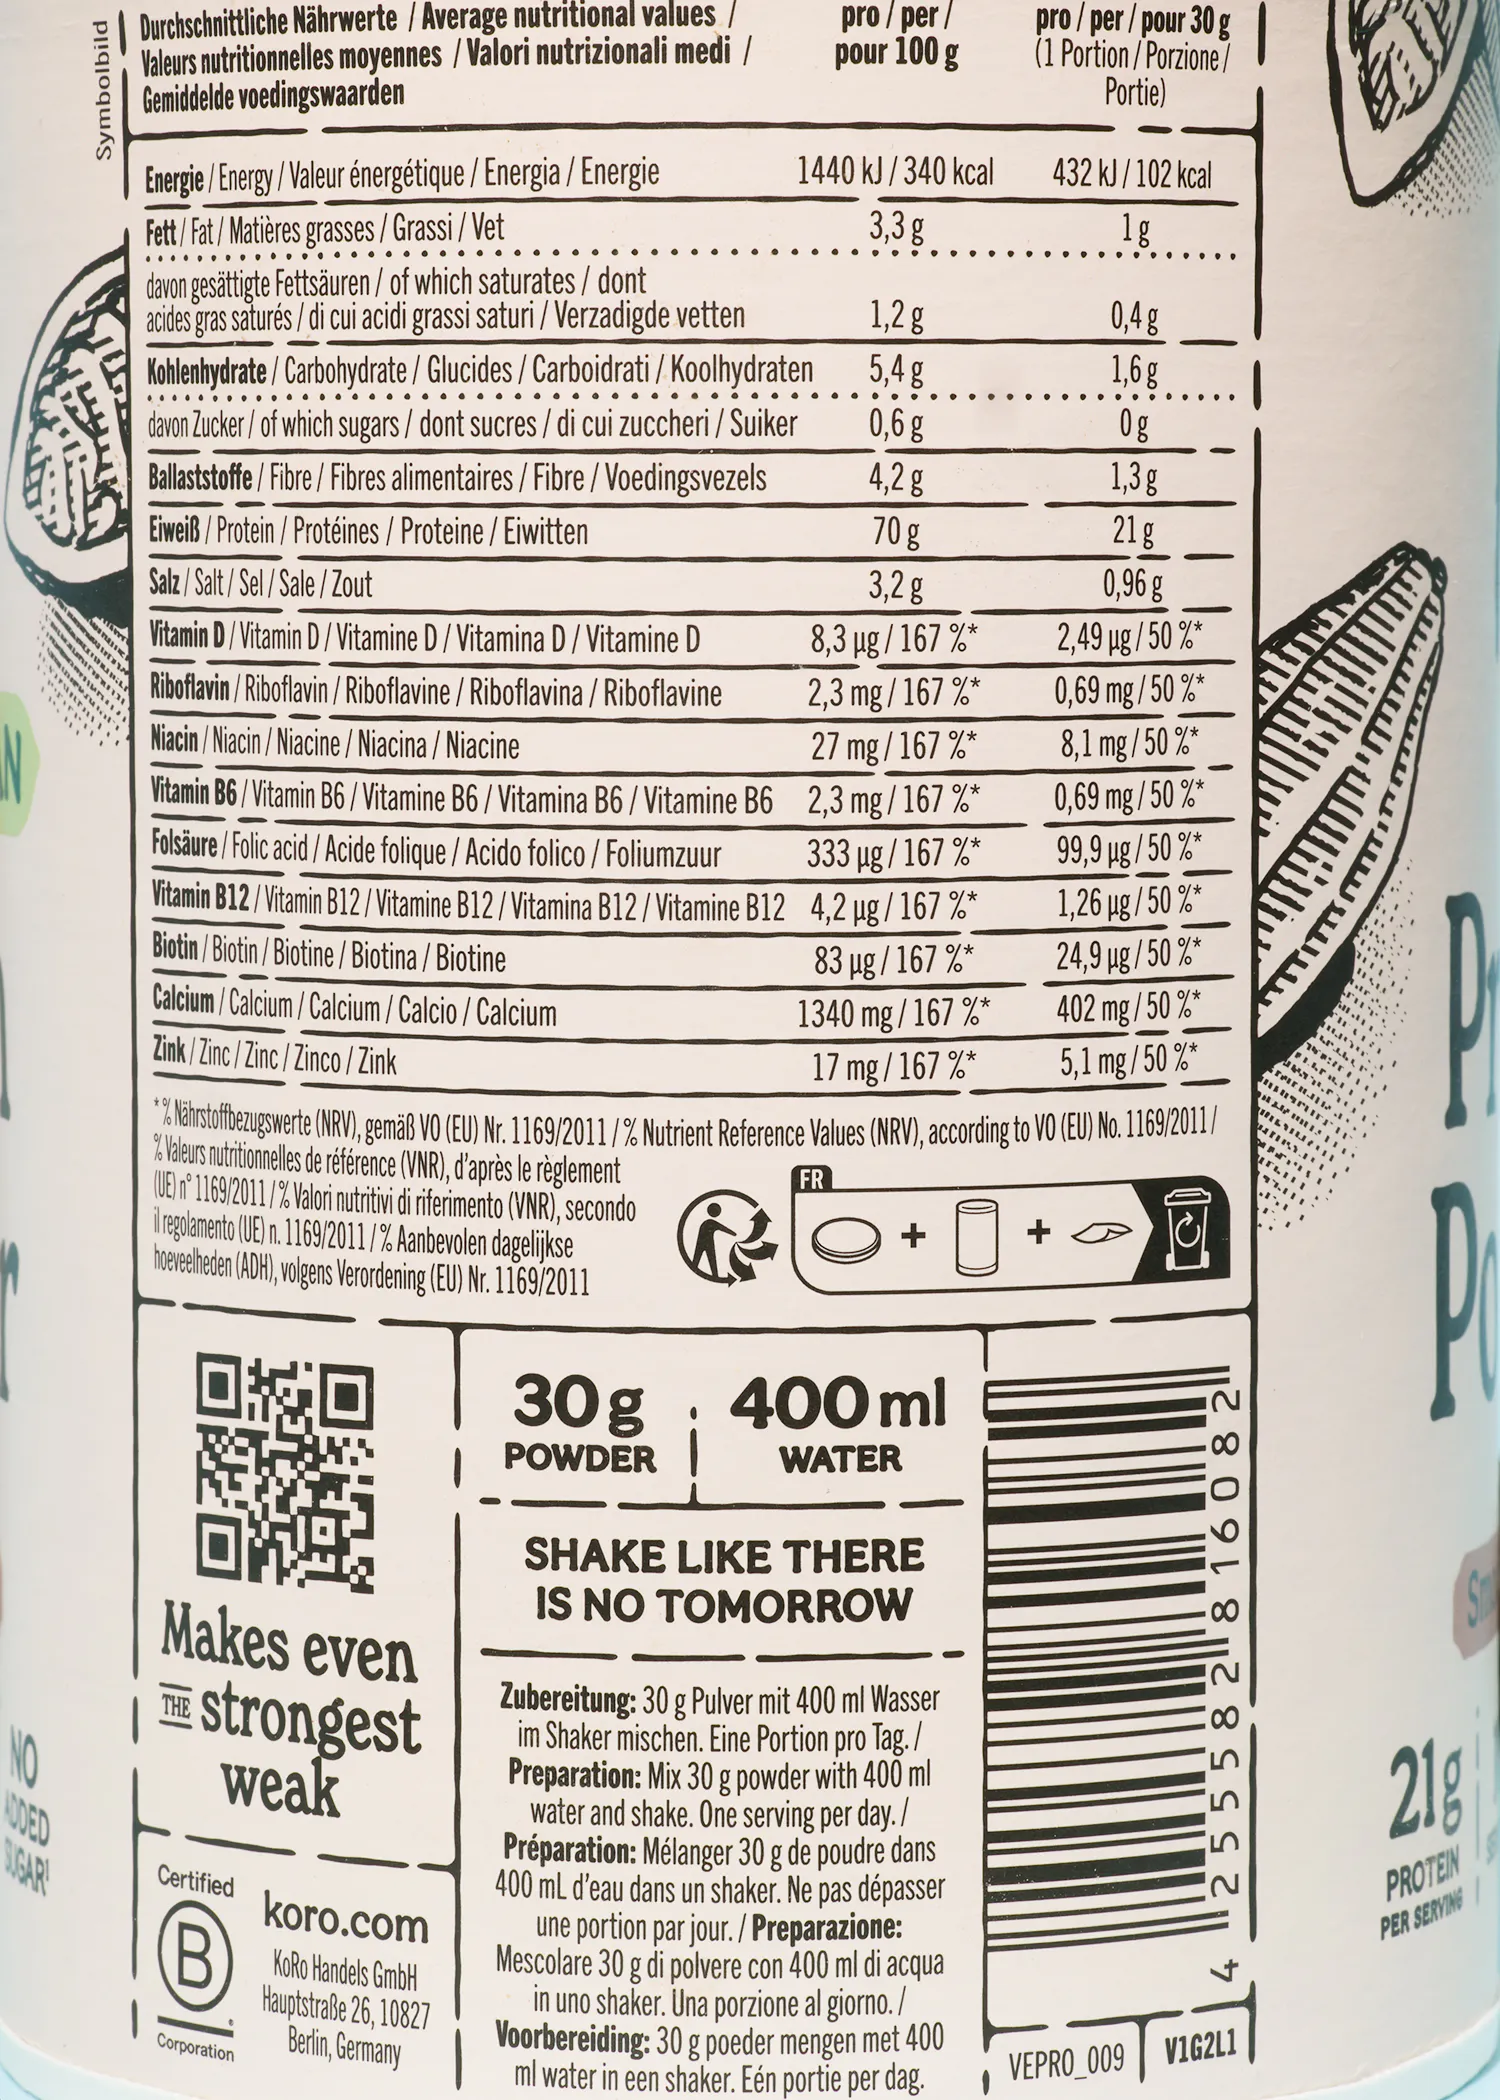 Symbolbild
Durchschnittliche Nährwerte / Average nutritional values / pro / per / pro / per / pour 30 g
Valeurs nutritionnelles moyennes / Valori nutrizionali medi / pour 100 g (1 Portion / Porzione /
Gemiddelde voedingswaarden Portie)
Energie / Energy / Valeur énergétique / Energia / Energie 1440 kJ / 340 kcal 432 kJ / 102 kcal
Fett / Fat / Matières grasses / Grassi / Vet 3,3 g 1 g
davon gesättigte Fettsäuren / of which saturates / dont
acides gras saturés / di cui acidi grassi saturi / Verzadigde vetten 1,2 g 0,4 g
Kohlenhydrate / Carbohydrate / Glucides / Carboidrati / Koolhydraten 5,4 g 1,6 g
davon Zucker / of which sugars / dont sucres / di cui zuccheri / Suiker 0,6 g 0 g
Ballaststoffe / Fibre / Fibres alimentaires / Fibre / Voedingsvezels 4,2 g 1,3 g
Eiweiß / Protein / Protéines / Proteine / Eiwitten 70 g 21 g
Salz / Salt / Sel / Sale / Zout 3,2 g 0,96 g
Vitamin D / Vitamin D / Vitamine D / Vitamina D / Vitamine D 8,3 µg / 167 %* 2,49 µg / 50 %*
Riboflavin / Riboflavin / Riboflavine / Riboflavina / Riboflavine 2,3 mg / 167 %* 0,69 mg / 50 %*
Niacin / Niacin / Niacine / Niacina / Niacine 27 mg / 167 %* 8,1 mg / 50 %*
Vitamin B6 / Vitamin B6 / Vitamine B6 / Vitamina B6 / Vitamine B6 2,3 mg / 167 %* 0,69 mg / 50 %*
Folsäure / Folic acid / Acide folique / Acido folico / Foliumzuur 333 µg / 167 %* 99,9 µg / 50 %*
Vitamin B12 / Vitamin B12 / Vitamine B12 / Vitamina B12 / Vitamine B12 4,2 µg / 167 %* 1,26 µg / 50 %*
Biotin / Biotin / Biotine / Biotina / Biotine 83 µg / 167 %* 24,9 µg / 50 %*
Calcium / Calcium / Calcium / Calcio / Calcium 1340 mg / 167 %* 402 mg / 50 %*
Zink / Zinc / Zinc / Zinco / Zink 17 mg / 167 %* 5,1 mg / 50 %*
*% Nährstoffbezugswerte (NRV), gemäß VO (EU) Nr. 1169/2011 / % Nutrient Reference Values (NRV), according to VO (EU) No. 1169/2011 /
% Valeurs nutritionnelles de référence (VNR), d'après le règlement
(UE) n° 1169/2011 / % Valori nutritivi di riferimento (VNR), secondo
il regolamento (UE) n. 1169/2011 / % Aanbevolen dagelijkse
hoeveelheden (ADH), volgens Verordening (EU) Nr. 1169/2011
FR
+ +
Makes even
THE strongest
weak
Certified
B
Corporation
koro.com
KoRo Handels GmbH
Hauptstraße 26, 10827
Berlin, Germany
30 g 400 ml
POWDER WATER
SHAKE LIKE THERE
IS NO TOMORROW
Zubereitung: 30 g Pulver mit 400 ml Wasser
im Shaker mischen. Eine Portion pro Tag. /
Preparation: Mix 30 g powder with 400 ml
water and shake. One serving per day. /
Préparation: Mélanger 30 g de poudre dans
400 mL d'eau dans un shaker. Ne pas dépasser
une portion par jour. / Preparazione:
Mescolare 30 g di polvere con 400 ml di acqua
in uno shaker. Una porzione al giorno. /
Voorbereiding: 30 g poeder mengen met 400
ml water in een shaker. Eén portie per dag.
4 255582 816082
VEPRO_009 V1G2L1
NO
ADDED
SUGAR¹
21g
PROTEIN
PER SERVING